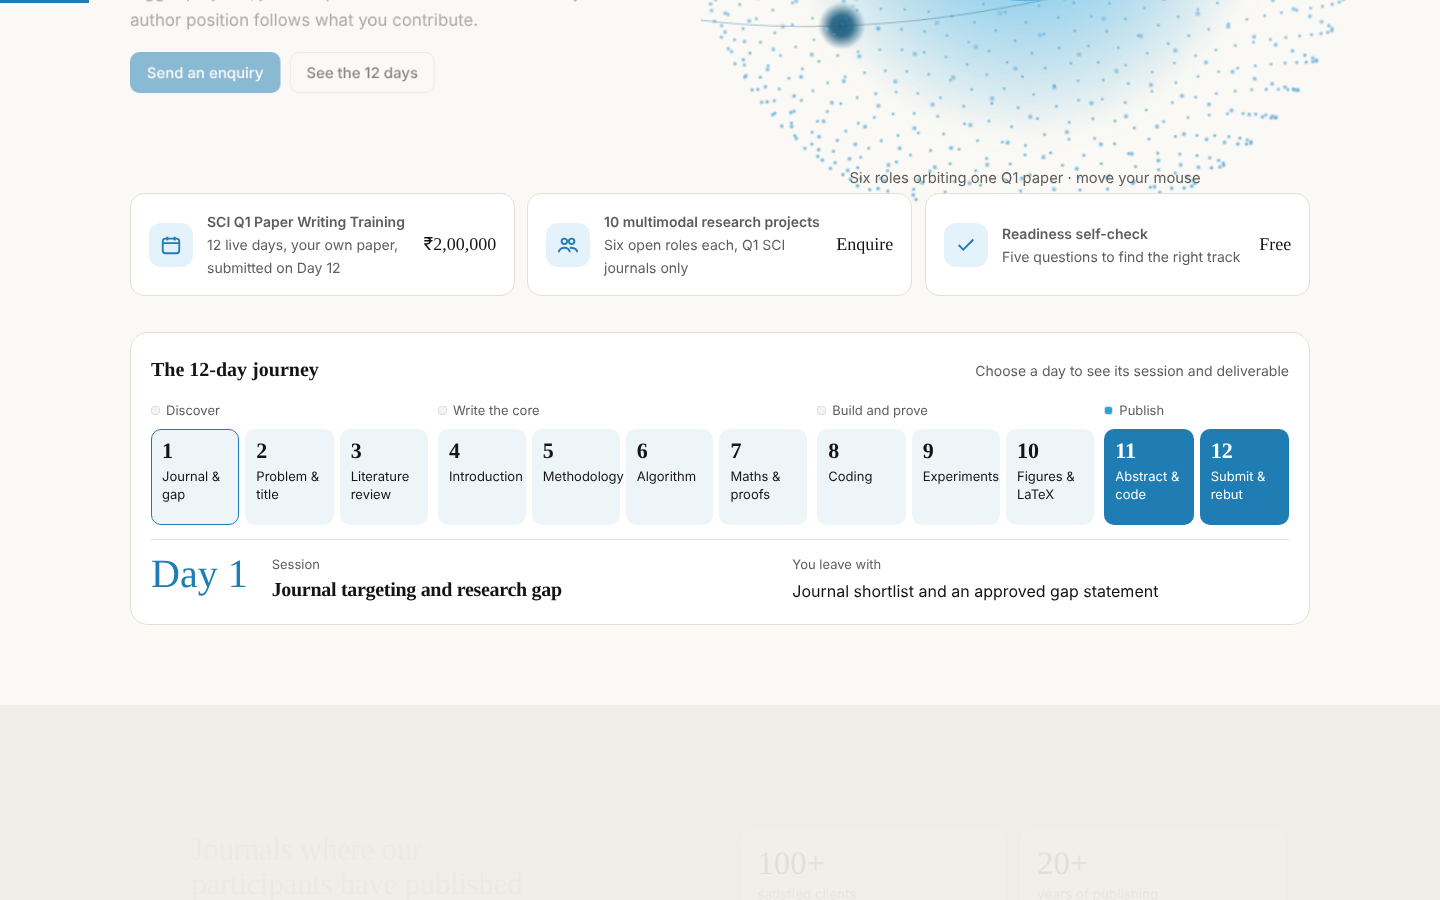 author position follows what you contribute.
Send an enquiry
See the 12 days
Six roles orbiting one Q1 paper · move your mouse
SCI Q1 Paper Writing Training
12 live days, your own paper,
submitted on Day 12
₹2,00,000
10 multimodal research projects
Six open roles each, Q1 SCI
journals only
Enquire
Readiness self-check
Five questions to find the right track
Free
The 12-day journey
Choose a day to see its session and deliverable
Discover
Write the core
Build and prove
Publish
1
Journal &
gap
2
Problem &
title
3
Literature
review
4
Introduction
5
Methodology
6
Algorithm
7
Maths &
proofs
8
Coding
9
Experiments
10
Figures &
LaTeX
11
Abstract &
code
12
Submit &
rebut
Day 1
Session
Journal targeting and research gap
You leave with
Journal shortlist and an approved gap statement
Journals where our
participants have published
100+
satisfied clients
20+
years of publishing